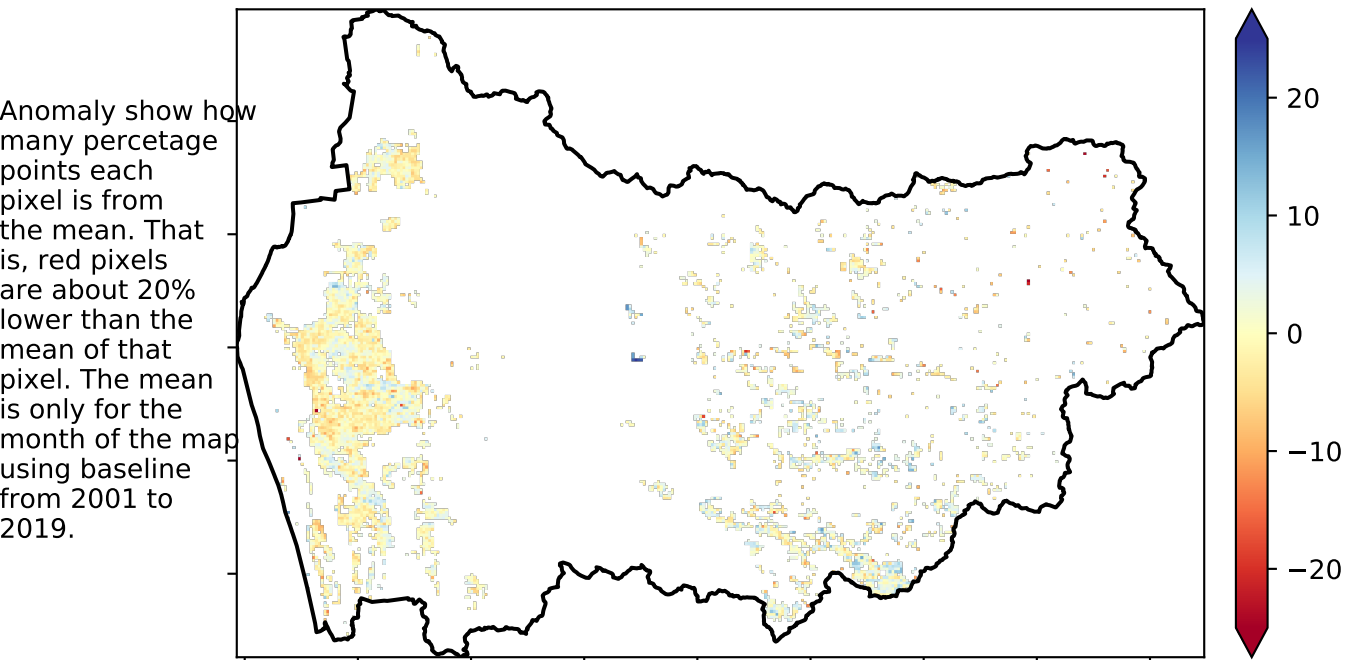 Anomaly show how
many percetage
points each
pixel is from
the mean. That
is, red pixels
are about 20%
lower than the
mean of that
pixel. The mean
is only for the
month of the map
using baseline
from 2001 to
2019.
20
10
0
−10
−20